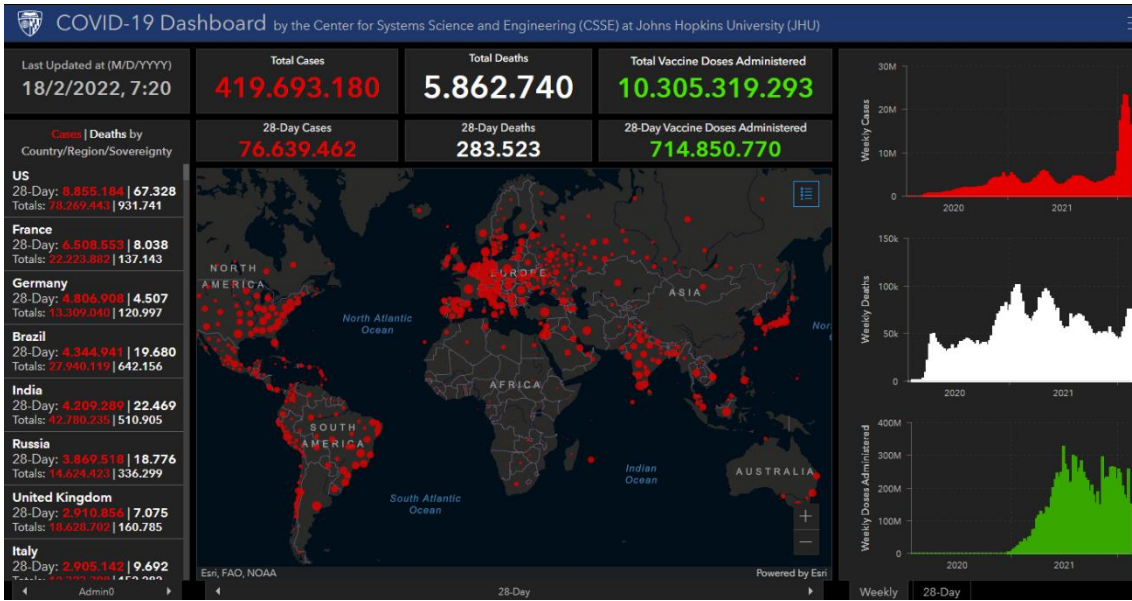 COVID-19 Dashboard by the Center for Systems Science and Engineering (CSSE) at Johns Hopkins University (JHU)
Last Updated at (M/D/YYYY)
18/2/2022, 7:20
Total Cases
419.693.180
Total Deaths
5.862.740
Total Vaccine Doses Administered
10.305.319.293
28-Day Cases
76.639.462
28-Day Deaths
283.523
28-Day Vaccine Doses Administered
714.850.770
Cases | Deaths by
Country/Region/Sovereignty
US
28-Day: 8.855.184 | 67.328
Totals: 78.269.443 | 931.741
France
28-Day: 6.508.553 | 8.038
Totals: 22.223.882 | 137.143
Germany
28-Day: 4.806.908 | 4.507
Totals: 13.309.040 | 120.997
Brazil
28-Day: 4.344.941 | 19.680
Totals: 27.940.119 | 642.156
India
28-Day: 4.209.289 | 22.469
Totals: 42.780.235 | 510.905
Russia
28-Day: 3.869.518 | 18.776
Totals: 14.624.423 | 336.299
United Kingdom
28-Day: 2.910.856 | 7.075
Totals: 18.628.702 | 160.785
Italy
28-Day: 2.905.142 | 9.692
Admin0
NORTH
AMERICA
North Atlantic
Ocean
EUROPE
ASIA
AFRICA
SOUTH
AMERICA
Indian
Ocean
AUSTRALIA
South Atlantic
Ocean
+
−
Esri, FAO, NOAA
Powered by Esri
28-Day
Weekly Cases
30M
20M
10M
0
2020
2021
Weekly Deaths
150k
100k
50k
0
2020
2021
Weekly Doses Administered
400M
300M
200M
100M
0
2020
2021
Weekly
28-Day